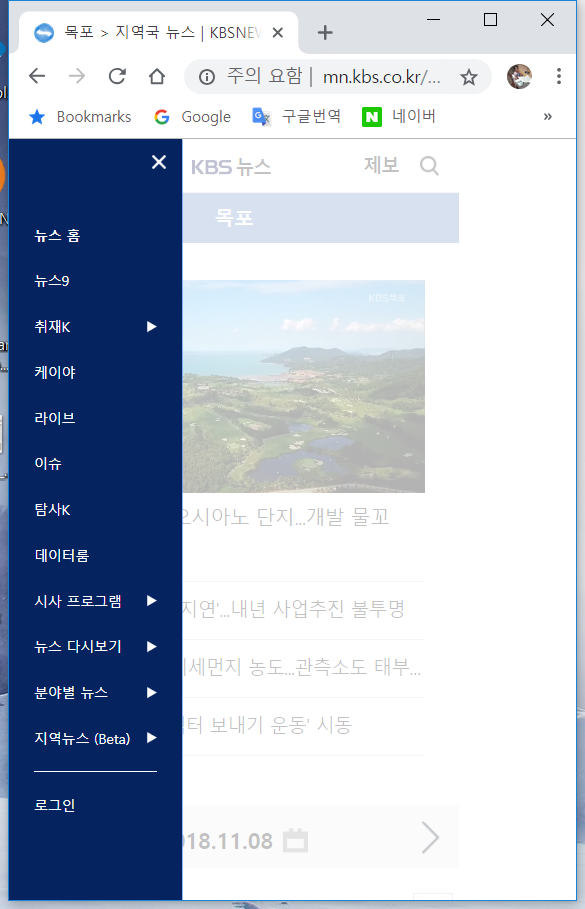 목포 > 지역국 뉴스 | KBSNEW
주의 요함 | mn.kbs.co.kr/...
Bookmarks Google 구글번역 네이버 »
KBS 뉴스 제보
목포
뉴스 홈
뉴스9
취재K
케이야
라이브
이슈
탐사K
데이터룸
시사 프로그램
뉴스 다시보기
분야별 뉴스
지역뉴스 (Beta)
로그인
KBS목포
오시아노 단지...개발 물꼬
지연'...내년 사업추진 불투명
세먼지 농도...관측소도 태부...
터 보내기 운동' 시동
018.11.08